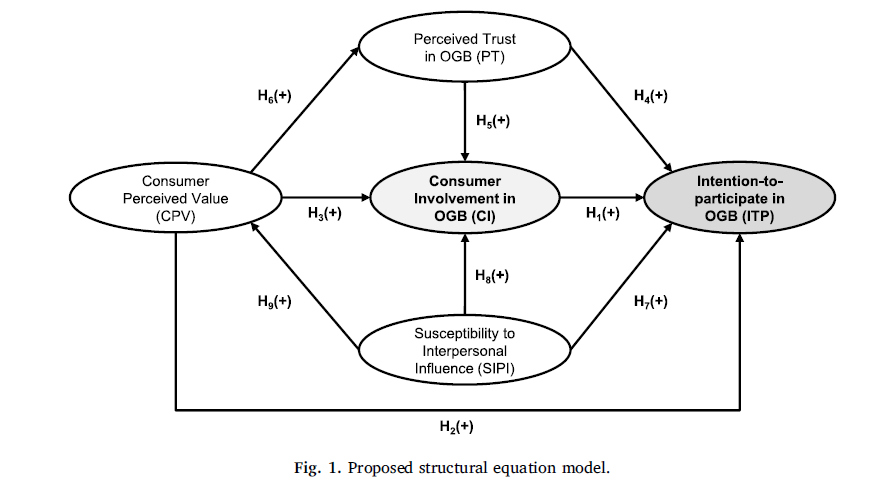 Perceived Trust
in OGB (PT)
H₆(+)
H₄(+)
H₅(+)
Consumer
Perceived Value
(CPV)
H₃(+)
Consumer
Involvement in
OGB (CI)
H₁(+)
Intention-to-
participate in
OGB (ITP)
H₉(+)
H₈(+)
H₇(+)
Susceptibility to
Interpersonal
Influence (SIPI)
H₂(+)
Fig. 1. Proposed structural equation model.